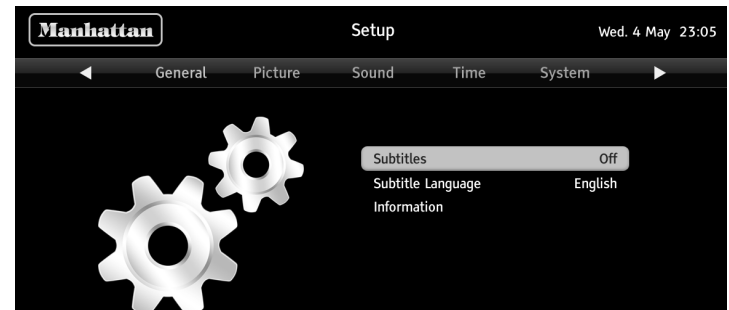 Manhattan Setup Wed. 4 May 23:05
General Picture Sound Time System
Subtitles Off
Subtitle Language English
Information